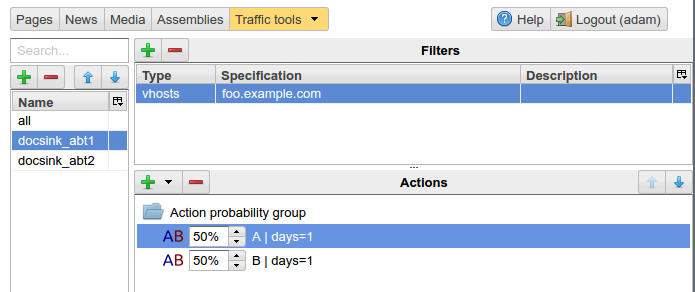 Pages News Media Assemblies Traffic tools Help Logout (adam)
Search...
Name
all
docsink_abt1
docsink_abt2
Filters
Type Specification Description
vhosts foo.example.com
Actions
Action probability group
AB 50% A | days=1
AB 50% B | days=1